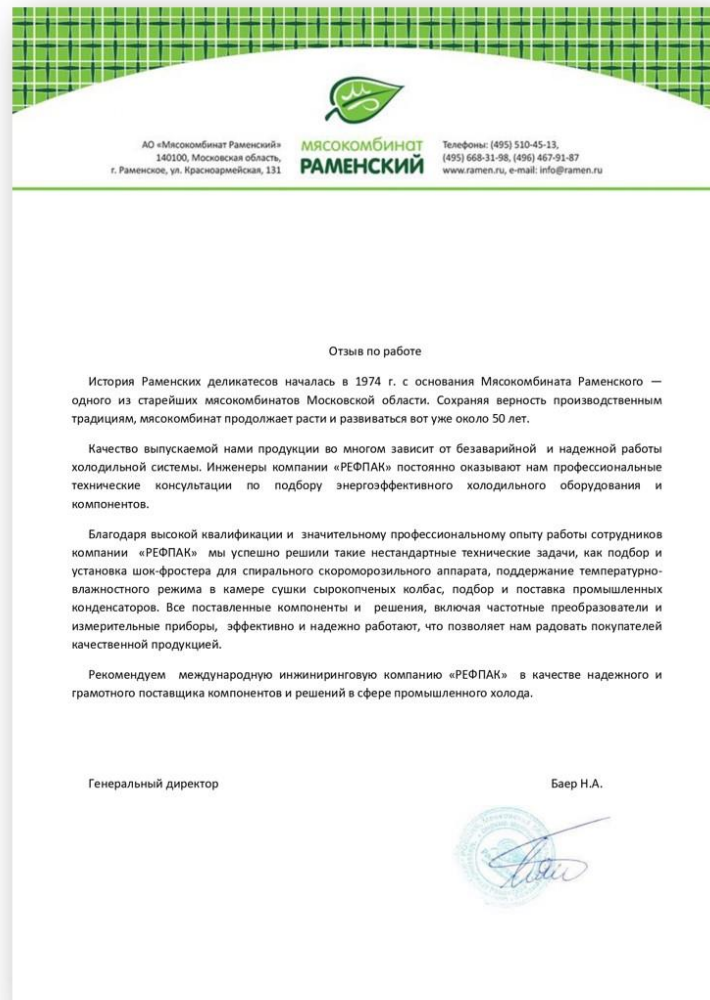 АО «Мясокомбинат Раменский»
140100, Московская область,
г. Раменское, ул. Красноармейская, 131
мясокомбинат
РАМЕНСКИЙ
Телефоны: (495) 510-45-13,
(495) 668-31-98, (496) 467-91-87
www.ramen.ru, e-mail: info@ramen.ru
Отзыв по работе
История Раменских деликатесов началась в 1974 г. с основания Мясокомбината Раменского —
одного из старейших мясокомбинатов Московской области. Сохраняя верность производственным
традициям, мясокомбинат продолжает расти и развиваться вот уже около 50 лет.
Качество выпускаемой нами продукции во многом зависит от безаварийной и надежной работы
холодильной системы. Инженеры компании «РЕФПАК» постоянно оказывают нам профессиональные
технические консультации по подбору энергоэффективного холодильного оборудования и
компонентов.
Благодаря высокой квалификации и значительному профессиональному опыту работы сотрудников
компании «РЕФПАК» мы успешно решили такие нестандартные технические задачи, как подбор и
установка шок-фростера для спирального скороморозильного аппарата, поддержание температурно-
влажностного режима в камере сушки сырокопченых колбас, подбор и поставка промышленных
конденсаторов. Все поставленные компоненты и решения, включая частотные преобразователи и
измерительные приборы, эффективно и надежно работают, что позволяет нам радовать покупателей
качественной продукцией.
Рекомендуем международную инжиниринговую компанию «РЕФПАК» в качестве надежного и
грамотного поставщика компонентов и решений в сфере промышленного холода.
Генеральный директор
Баер Н.А.